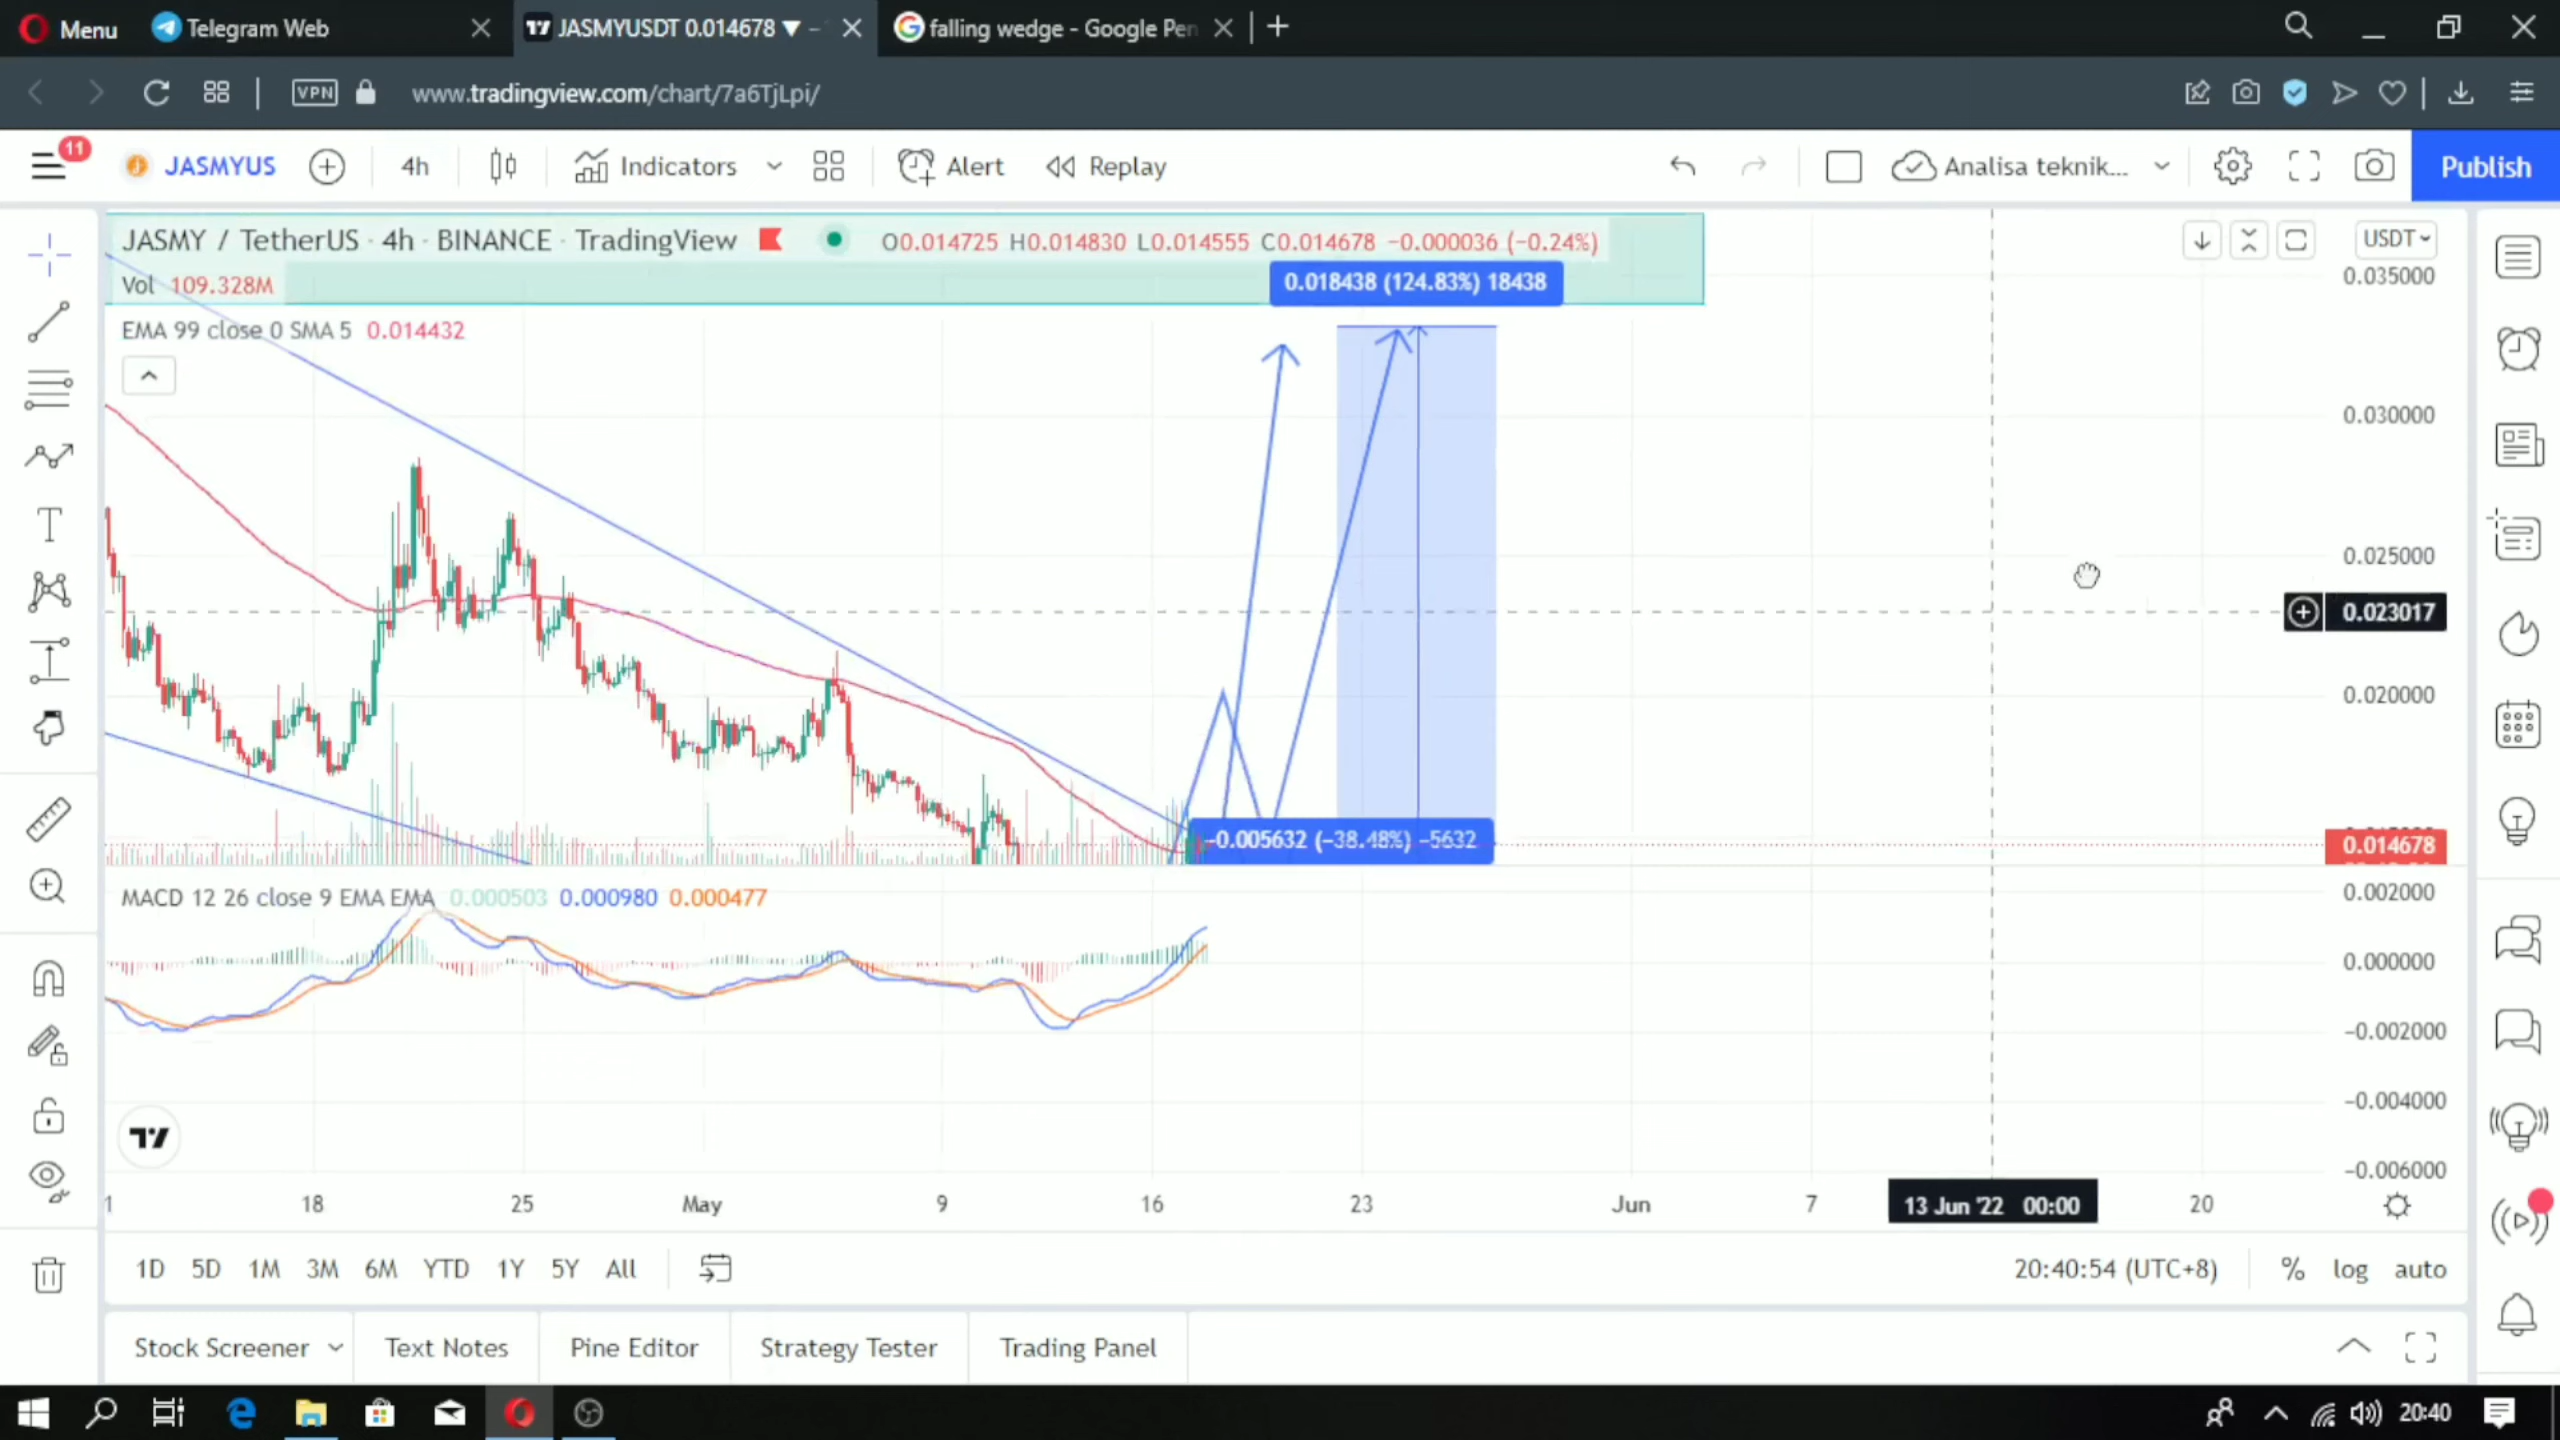 Menu
Telegram Web
JASMYUSDT 0.014678 ▼ −
falling wedge - Google Pen
VPN
www.tradingview.com/chart/7a6TjLpi/
11
JASMYUS
4h
Indicators
Alert
Replay
Analisa teknik...
Publish
JASMY / TetherUS · 4h · BINANCE · TradingView
O0.014725 H0.014830 L0.014555 C0.014678 −0.000036 (−0.24%)
USDT
Vol 109.328M
0.018438 (124.83%) 18438
EMA 99 close 0 SMA 5 0.014432
0.035000
0.030000
0.025000
0.023017
0.020000
0.014678
−0.005632 (−38.48%) −5632
MACD 12 26 close 9 EMA EMA 0.000503 0.000980 0.000477
0.002000
0.000000
−0.002000
−0.004000
−0.006000
1
18
25
May
9
16
23
Jun
7
13 Jun '22 00:00
20
1D 5D 1M 3M 6M YTD 1Y 5Y All
20:40:54 (UTC+8)
% log auto
Stock Screener
Text Notes
Pine Editor
Strategy Tester
Trading Panel
20:40